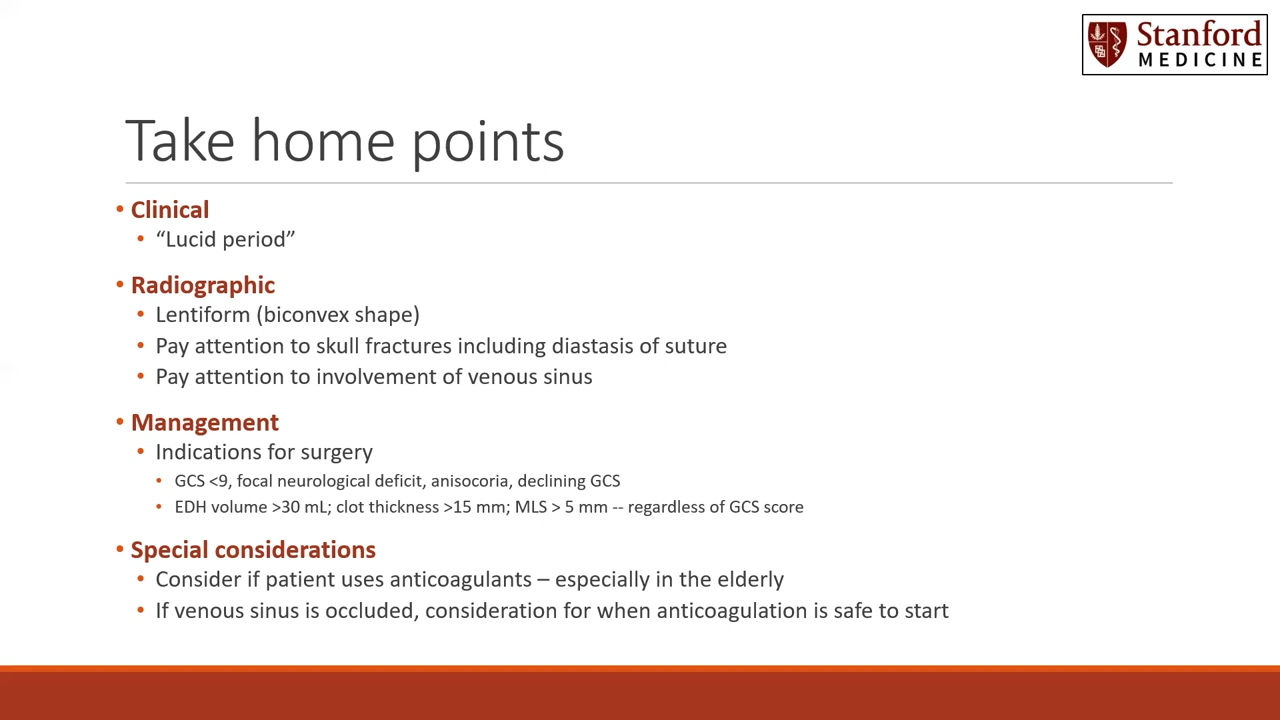 Stanford
MEDICINE
Take home points
• Clinical
• “Lucid period”
• Radiographic
• Lentiform (biconvex shape)
• Pay attention to skull fractures including diastasis of suture
• Pay attention to involvement of venous sinus
• Management
• Indications for surgery
• GCS <9, focal neurological deficit, anisocoria, declining GCS
• EDH volume >30 mL; clot thickness >15 mm; MLS > 5 mm -- regardless of GCS score
• Special considerations
• Consider if patient uses anticoagulants – especially in the elderly
• If venous sinus is occluded, consideration for when anticoagulation is safe to start